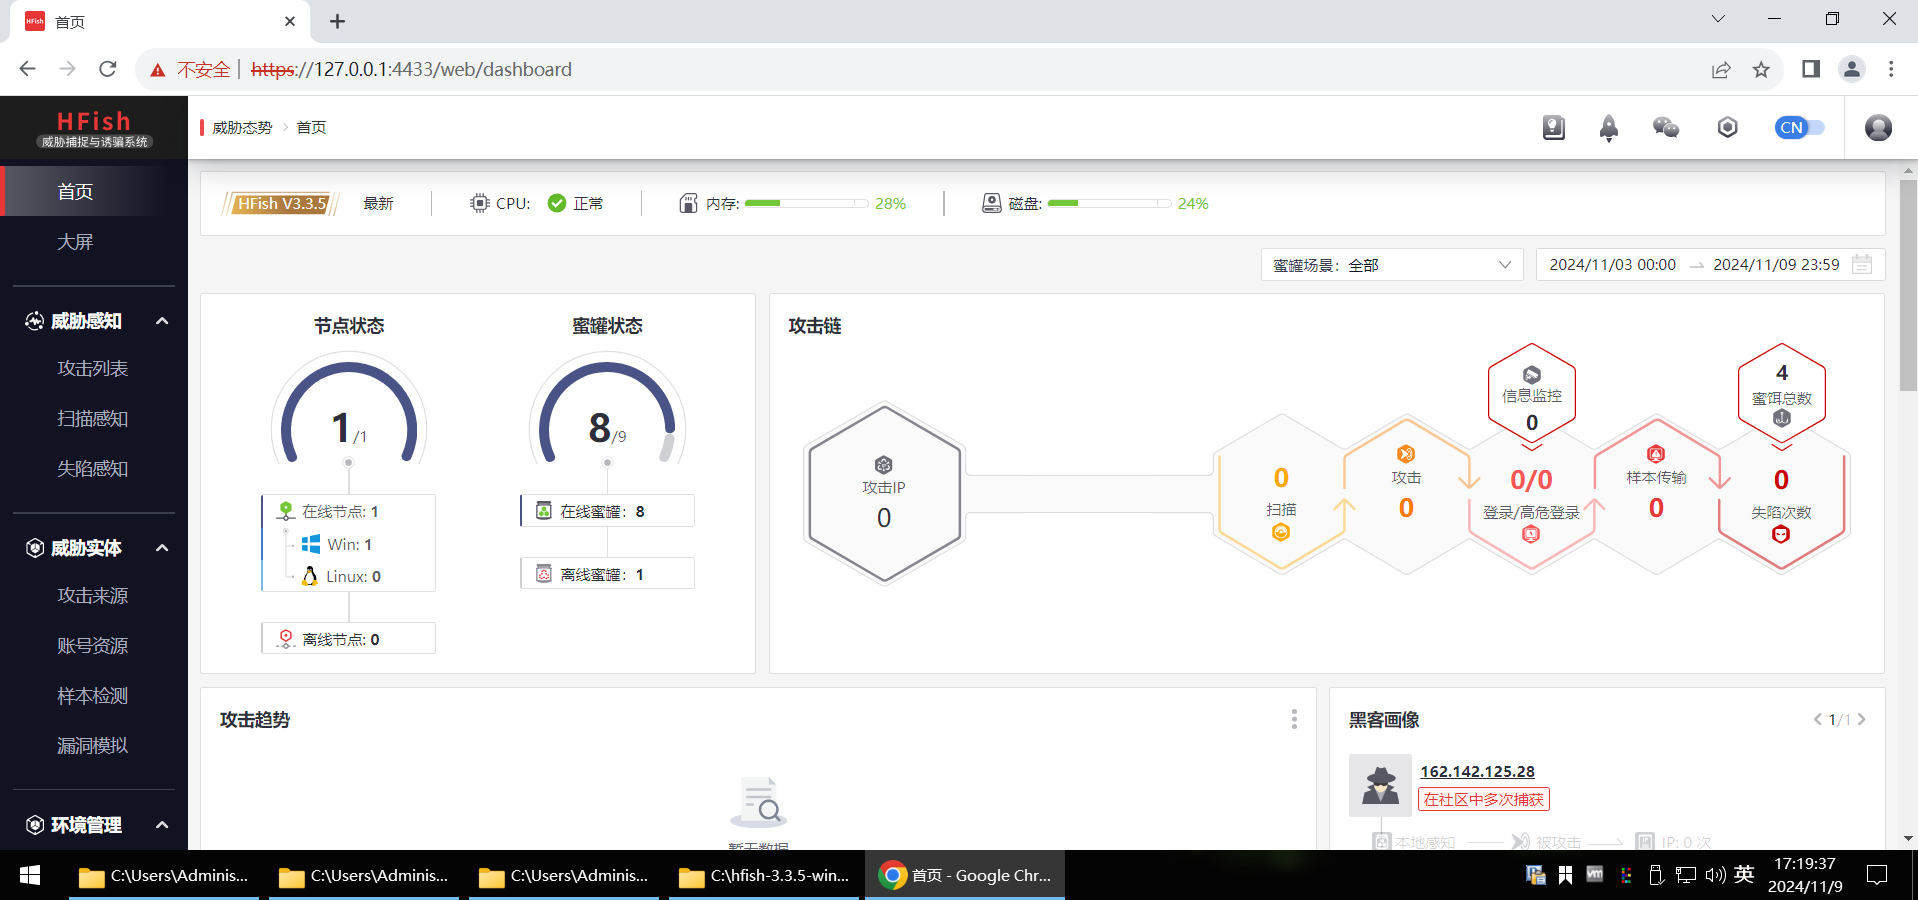 HFish
首页
不安全
https://127.0.0.1:4433/web/dashboard
HFish
威胁捕捉与诱骗系统
威胁态势 首页
CN
首页
大屏
威胁感知
攻击列表
扫描感知
失陷感知
威胁实体
攻击来源
账号资源
样本检测
漏洞模拟
环境管理
HFish V3.3.5 最新 CPU: 正常 内存: 28% 磁盘: 24%
蜜罐场景: 全部 2024/11/03 00:00 2024/11/09 23:59
节点状态
1/1
在线节点: 1
Win: 1
Linux: 0
离线节点: 0
蜜罐状态
8/9
在线蜜罐: 8
离线蜜罐: 1
攻击链
攻击IP
0
0
扫描
攻击
0
信息监控
0
0/0
登录/高危登录
样本传输
0
4
蜜饵总数
0
失陷次数
攻击趋势
暂无数据
黑客画像
1/1
162.142.125.28
在社区中多次捕获
本地感知 被攻击 IP: 0 次
C:\Users\Adminis...
C:\Users\Adminis...
C:\Users\Adminis...
C:\hfish-3.3.5-win...
首页 - Google Chr...
vm
英
17:19:37
2024/11/9